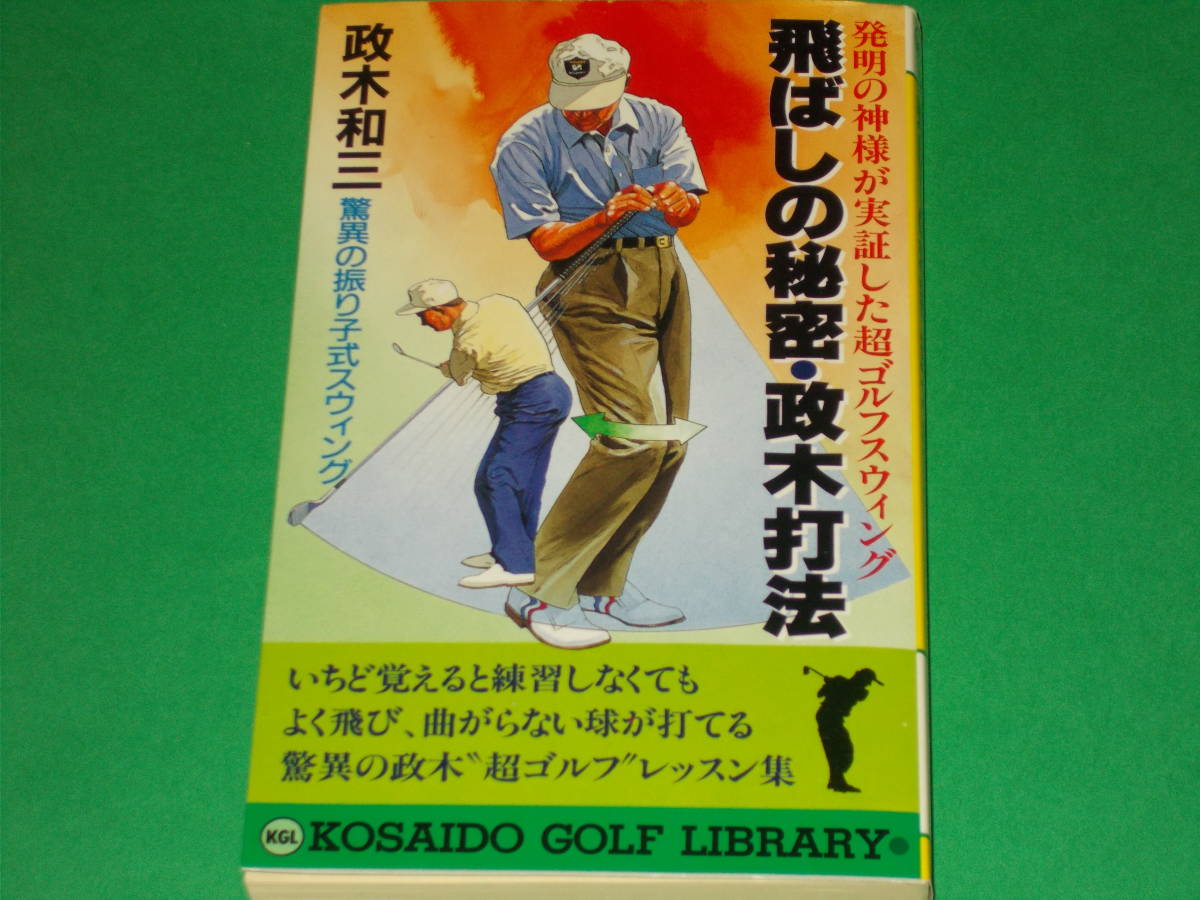 発明の神様が実証した超ゴルフスウィング
飛ばしの秘密・政木打法
政木和三
驚異の振り子式スウィング
いちど覚えると練習しなくても
よく飛び、曲がらない球が打てる
驚異の政木〝超ゴルフ〟レッスン集
KGL KOSAIDO GOLF LIBRARY